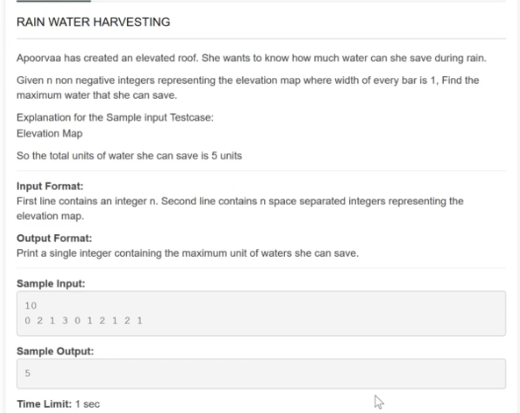 RAIN WATER HARVESTING
Apoorvaa has created an elevated roof. She wants to know how much water can she save during rain.
Given n non negative integers representing the elevation map where width of every bar is 1, Find the
maximum water that she can save.
Explanation for the Sample input Testcase:
Elevation Map
So the total units of water she can save is 5 units
Input Format:
First line contains an integer n. Second line contains n space separated integers representing the
elevation map.
Output Format:
Print a single integer containing the maximum unit of waters she can save.
Sample Input:
10
0 2 1 3 0 1 2 1 2 1
Sample Output:
5
Time Limit: 1 sec